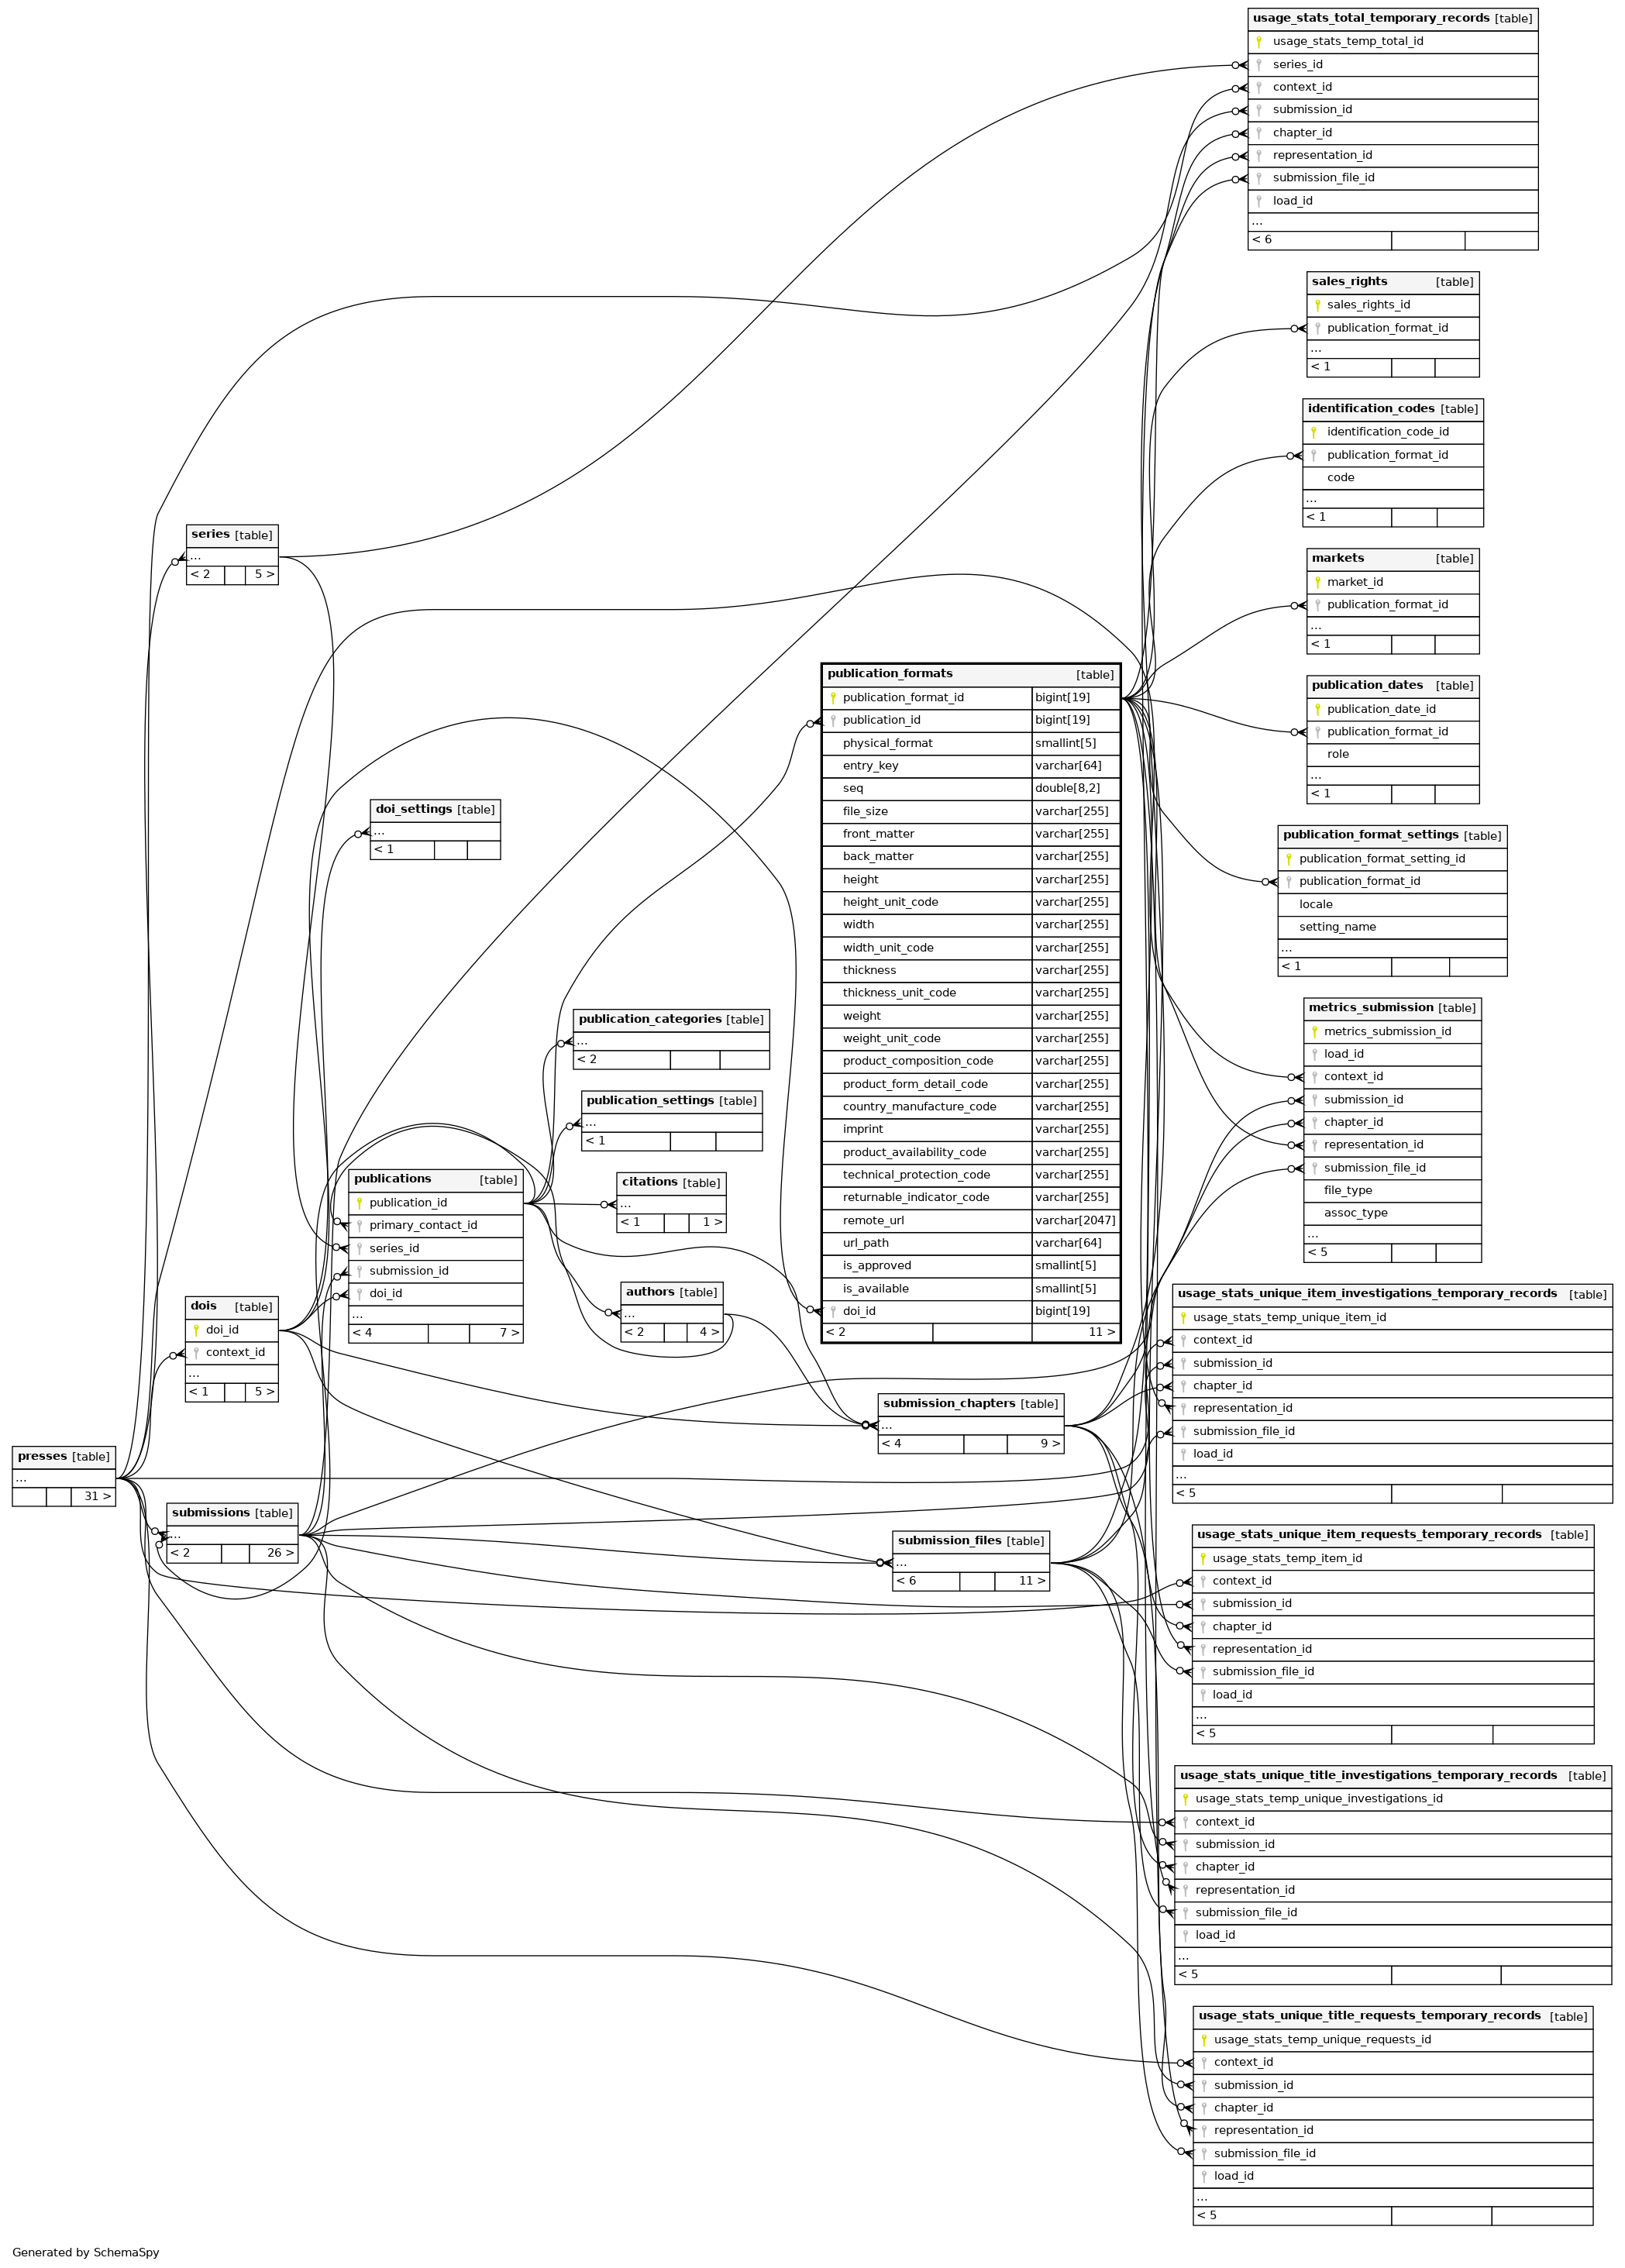 usage_stats_total_temporary_records [table]
usage_stats_temp_total_id
series_id
context_id
submission_id
chapter_id
representation_id
submission_file_id
load_id
...
< 6
sales_rights [table]
sales_rights_id
publication_format_id
...
< 1
identification_codes [table]
identification_code_id
publication_format_id
code
...
< 1
series [table]
...
< 2 5 >
markets [table]
market_id
publication_format_id
...
< 1
publication_formats [table]
publication_format_id bigint[19]
publication_id bigint[19]
physical_format smallint[5]
entry_key varchar[64]
seq double[8,2]
file_size varchar[255]
front_matter varchar[255]
back_matter varchar[255]
height varchar[255]
height_unit_code varchar[255]
width varchar[255]
width_unit_code varchar[255]
thickness varchar[255]
thickness_unit_code varchar[255]
weight varchar[255]
weight_unit_code varchar[255]
product_composition_code varchar[255]
product_form_detail_code varchar[255]
country_manufacture_code varchar[255]
imprint varchar[255]
product_availability_code varchar[255]
technical_protection_code varchar[255]
returnable_indicator_code varchar[255]
remote_url varchar[2047]
url_path varchar[64]
is_approved smallint[5]
is_available smallint[5]
doi_id bigint[19]
< 2 11 >
publication_dates [table]
publication_date_id
publication_format_id
role
...
< 1
doi_settings [table]
...
< 1
publication_format_settings [table]
publication_format_setting_id
publication_format_id
locale
setting_name
...
< 1
metrics_submission [table]
metrics_submission_id
load_id
context_id
submission_id
chapter_id
representation_id
submission_file_id
file_type
assoc_type
...
< 5
publication_categories [table]
...
< 2
publication_settings [table]
...
< 1
publications [table]
publication_id
primary_contact_id
series_id
submission_id
doi_id
...
< 4 7 >
citations [table]
...
< 1 1 >
authors [table]
...
< 2 4 >
dois [table]
doi_id
context_id
...
< 1 5 >
usage_stats_unique_item_investigations_temporary_records [table]
usage_stats_temp_unique_item_id
context_id
submission_id
chapter_id
representation_id
submission_file_id
load_id
...
< 5
submission_chapters [table]
...
< 4 9 >
presses [table]
...
31 >
submissions [table]
...
< 2 26 >
submission_files [table]
...
< 6 11 >
usage_stats_unique_item_requests_temporary_records [table]
usage_stats_temp_item_id
context_id
submission_id
chapter_id
representation_id
submission_file_id
load_id
...
< 5
usage_stats_unique_title_investigations_temporary_records [table]
usage_stats_temp_unique_investigations_id
context_id
submission_id
chapter_id
representation_id
submission_file_id
load_id
...
< 5
usage_stats_unique_title_requests_temporary_records [table]
usage_stats_temp_unique_requests_id
context_id
submission_id
chapter_id
representation_id
submission_file_id
load_id
...
< 5
Generated by SchemaSpy